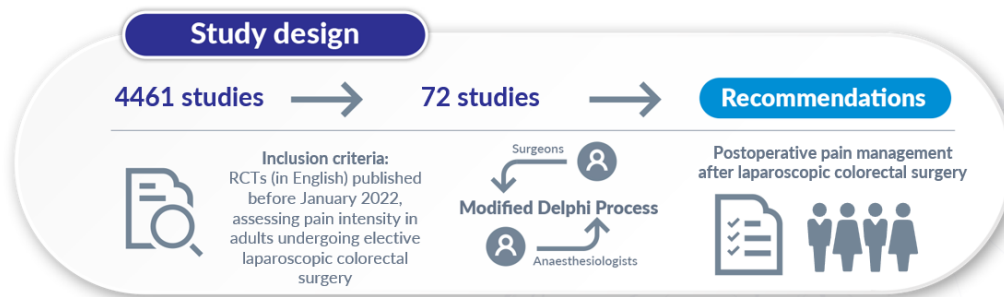 Study design
4461 studies
72 studies
Recommendations
Inclusion criteria:
RCTs (in English) published
before January 2022,
assessing pain intensity in
adults undergoing elective
laparoscopic colorectal
surgery
Surgeons
Modified Delphi Process
Anaesthesiologists
Postoperative pain management
after laparoscopic colorectal surgery